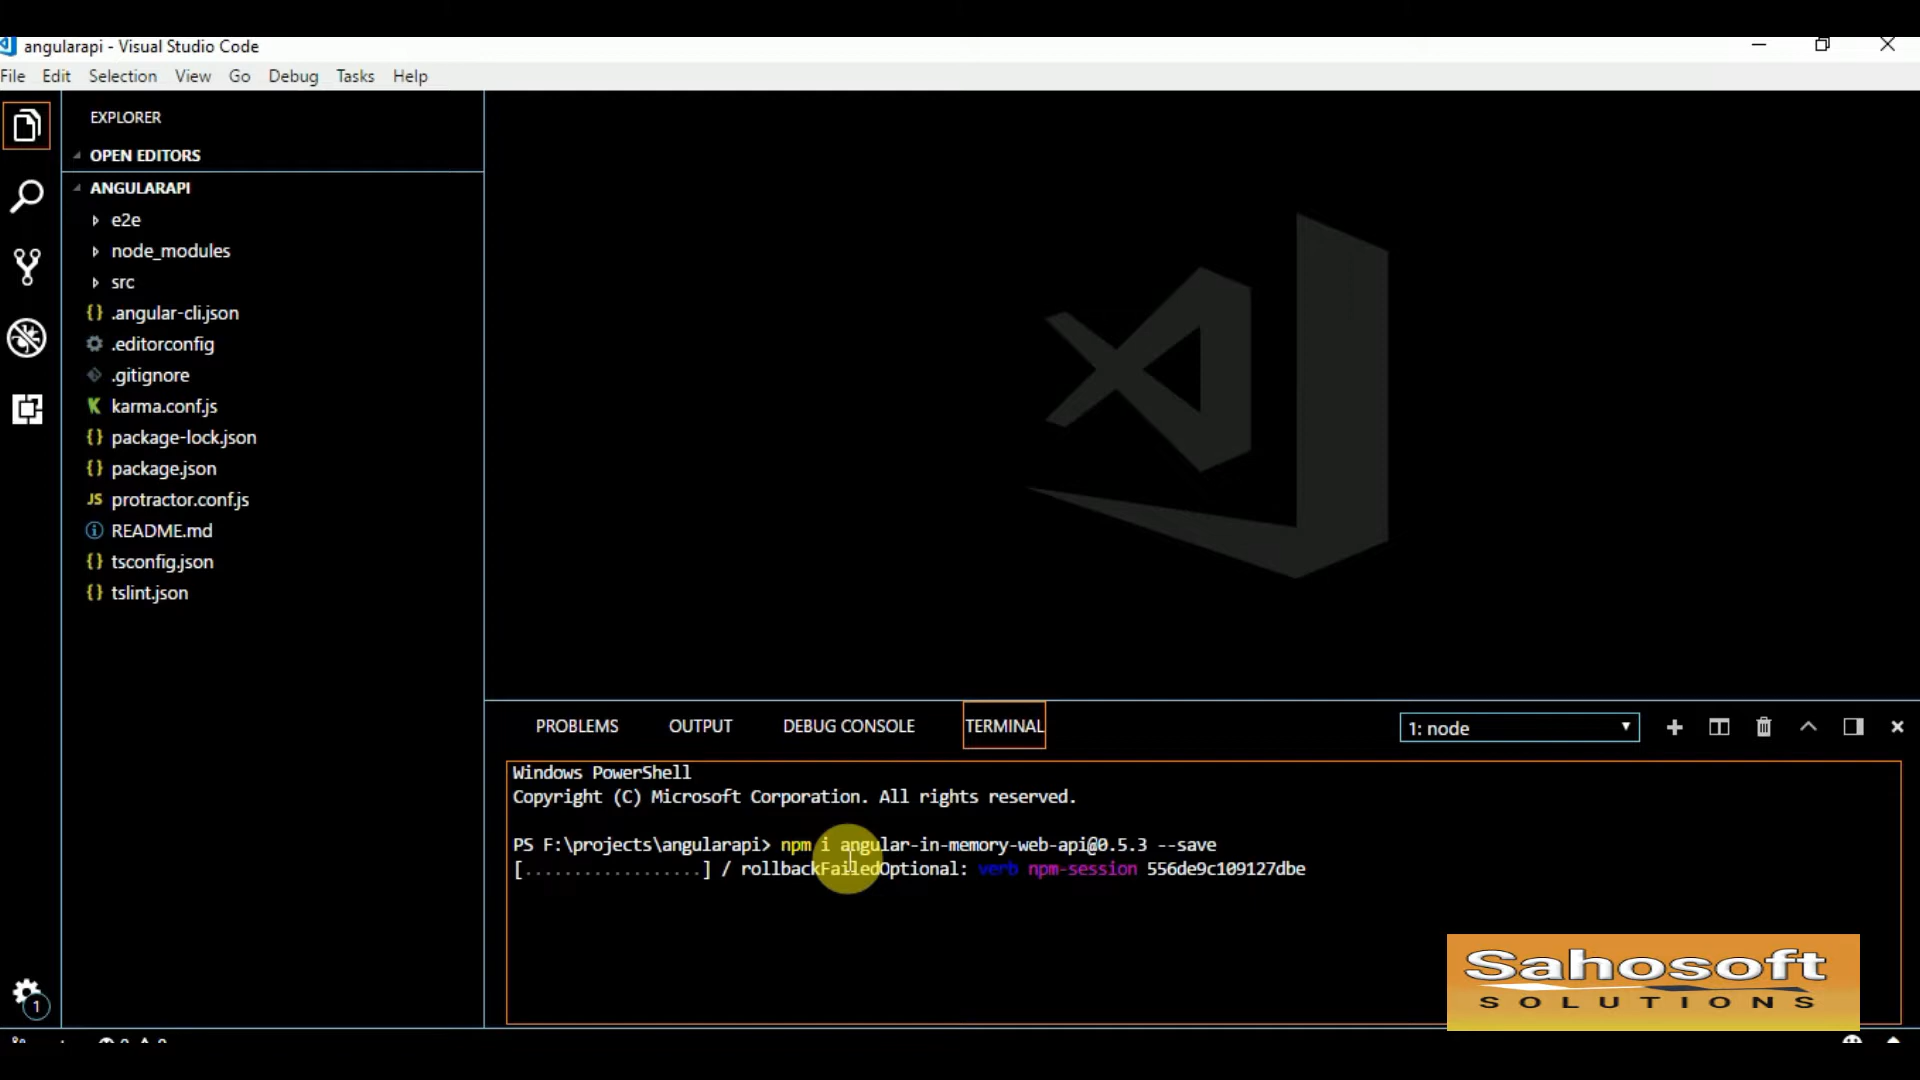 angularapi - Visual Studio Code
File Edit Selection View Go Debug Tasks Help
EXPLORER
OPEN EDITORS
ANGULARAPI
e2e
node_modules
src
{} .angular-cli.json
.editorconfig
.gitignore
K karma.conf.js
{} package-lock.json
{} package.json
JS protractor.conf.js
README.md
{} tsconfig.json
{} tslint.json
1
PROBLEMS OUTPUT DEBUG CONSOLE TERMINAL 1: node
Windows PowerShell
Copyright (C) Microsoft Corporation. All rights reserved.
PS F:\projects\angularapi> npm i angular-in-memory-web-api@0.5.3 --save
[..................] / rollbackFailedOptional: verb npm-session 556de9c109127dbe
Sahosoft
SOLUTIONS